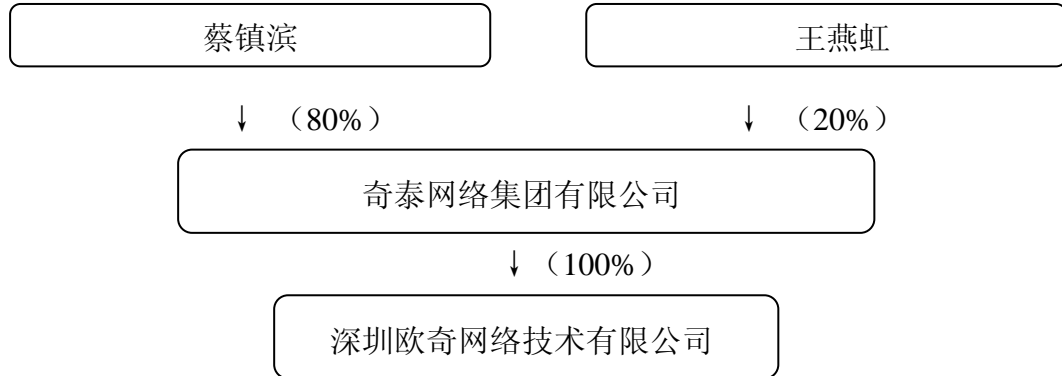 蔡镇滨 王燕虹
↓ （80%） ↓ （20%）
奇泰网络集团有限公司
↓（100%）
深圳欧奇网络技术有限公司